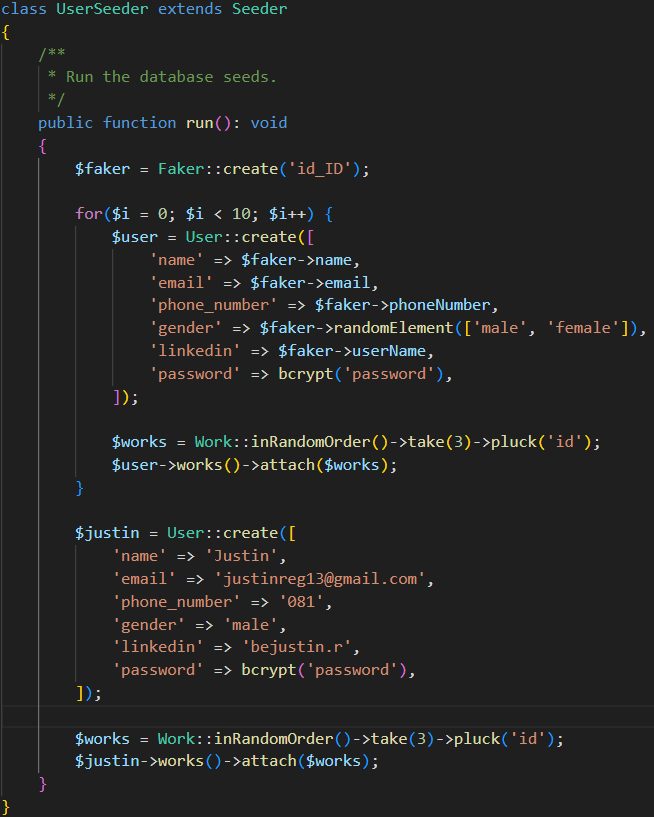 class UserSeeder extends Seeder
{
    /**
     * Run the database seeds.
     */
    public function run(): void
    {
        $faker = Faker::create('id_ID');
        for($i = 0; $i < 10; $i++) {
            $user = User::create([
                'name' => $faker->name,
                'email' => $faker->email,
                'phone_number' => $faker->phoneNumber,
                'gender' => $faker->randomElement(['male', 'female']),
                'linkedin' => $faker->userName,
                'password' => bcrypt('password'),
            ]);
            $works = Work::inRandomOrder()->take(3)->pluck('id');
            $user->works()->attach($works);
        }
        $justin = User::create([
            'name' => 'Justin',
            'email' => 'justinreg13@gmail.com',
            'phone_number' => '081',
            'gender' => 'male',
            'linkedin' => 'bejustin.r',
            'password' => bcrypt('password'),
        ]);
        $works = Work::inRandomOrder()->take(3)->pluck('id');
        $justin->works()->attach($works);
    }
}